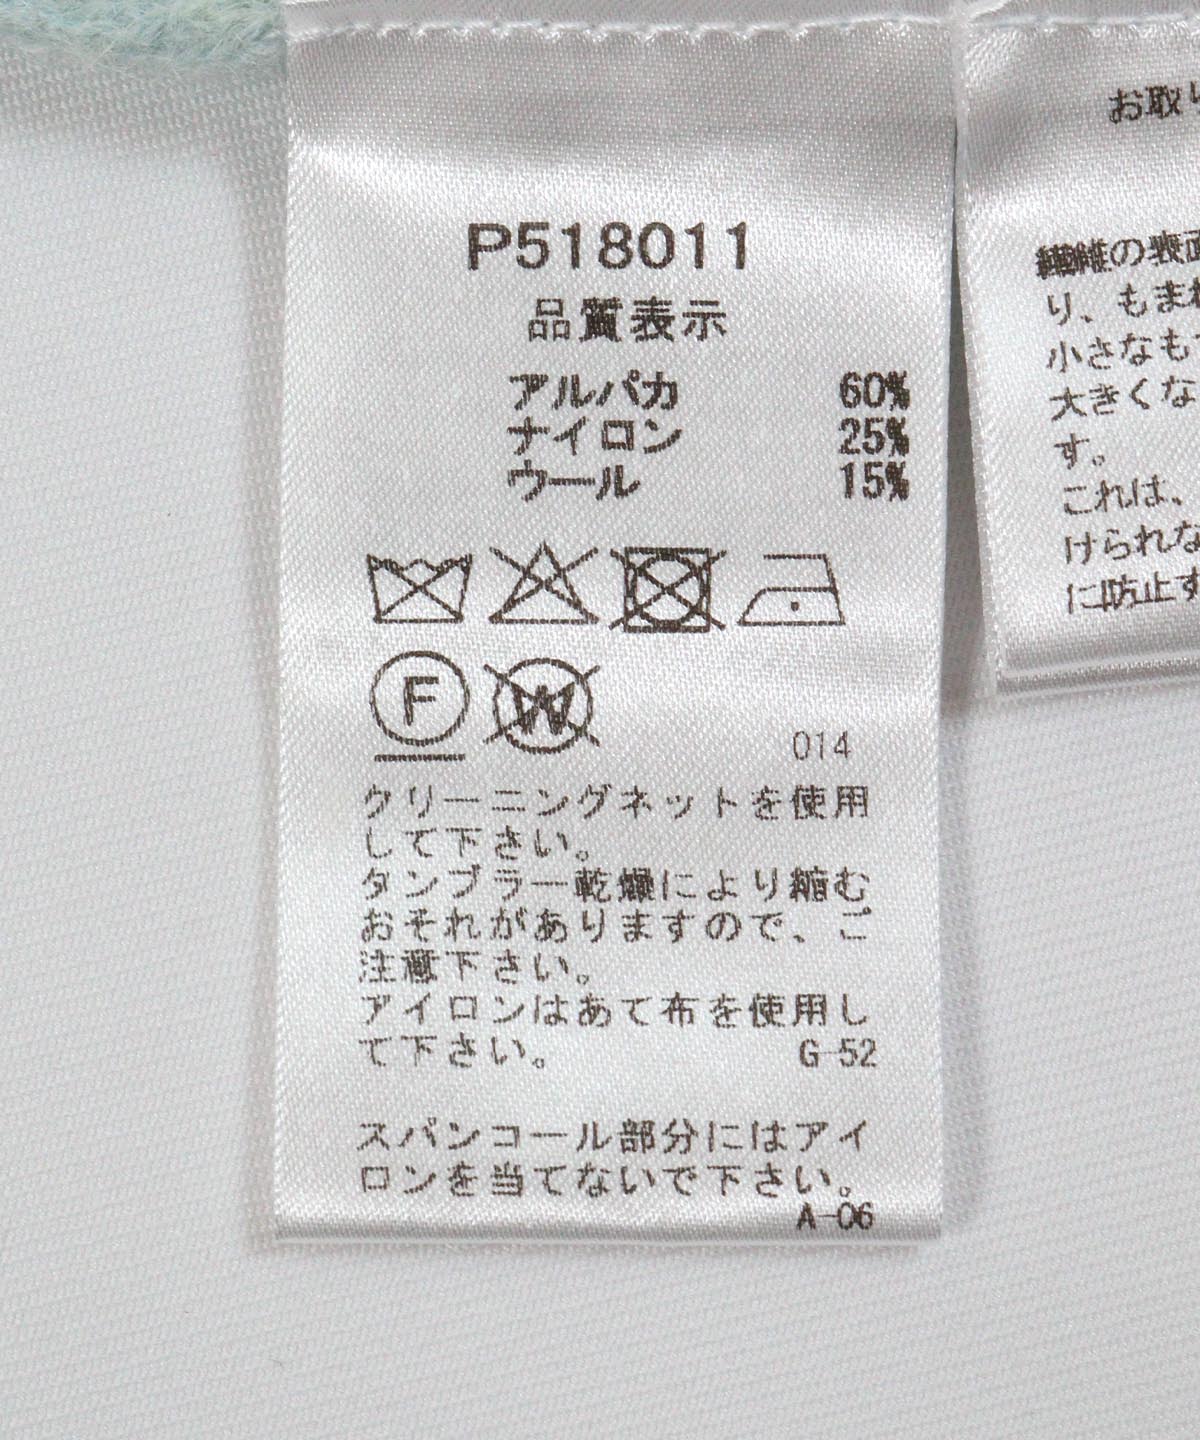 P518011
品質表示
アルパカ 60%
ナイロン 25%
ウール 15%
F W
014
クリーニングネットを使用
して下さい。
タンブラー乾燥により縮む
おそれがありますので、ご
注意下さい。
アイロンはあて布を使用し
て下さい。 G-52
スパンコール部分にはアイ
ロンを当てないで下さい。
A-06
お取り
繊維の表面
り、もまれ
小さなも
大きくな
す。
これは、
けられな
に防止す